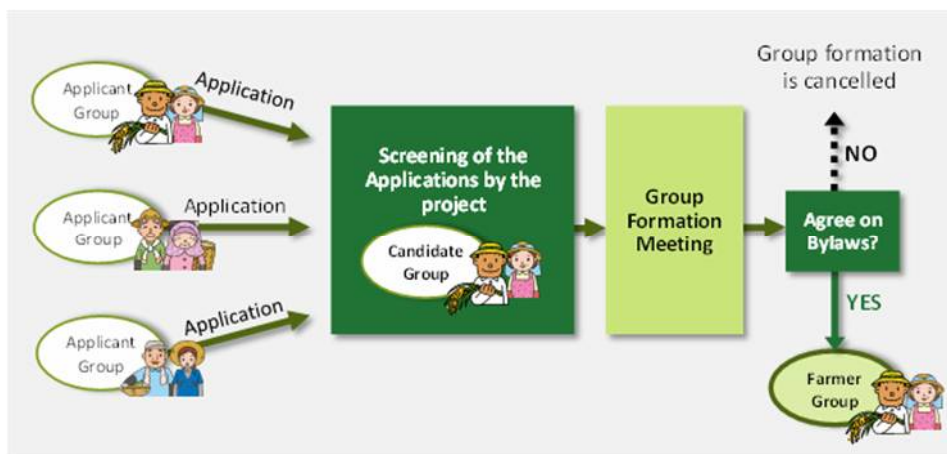 Applicant
Group
Application
Applicant
Group
Application
Applicant
Group
Application
Screening of the
Applications by the
project
Candidate
Group
Group
Formation
Meeting
Agree on
Bylaws?
NO
Group formation
is cancelled
YES
Farmer
Group